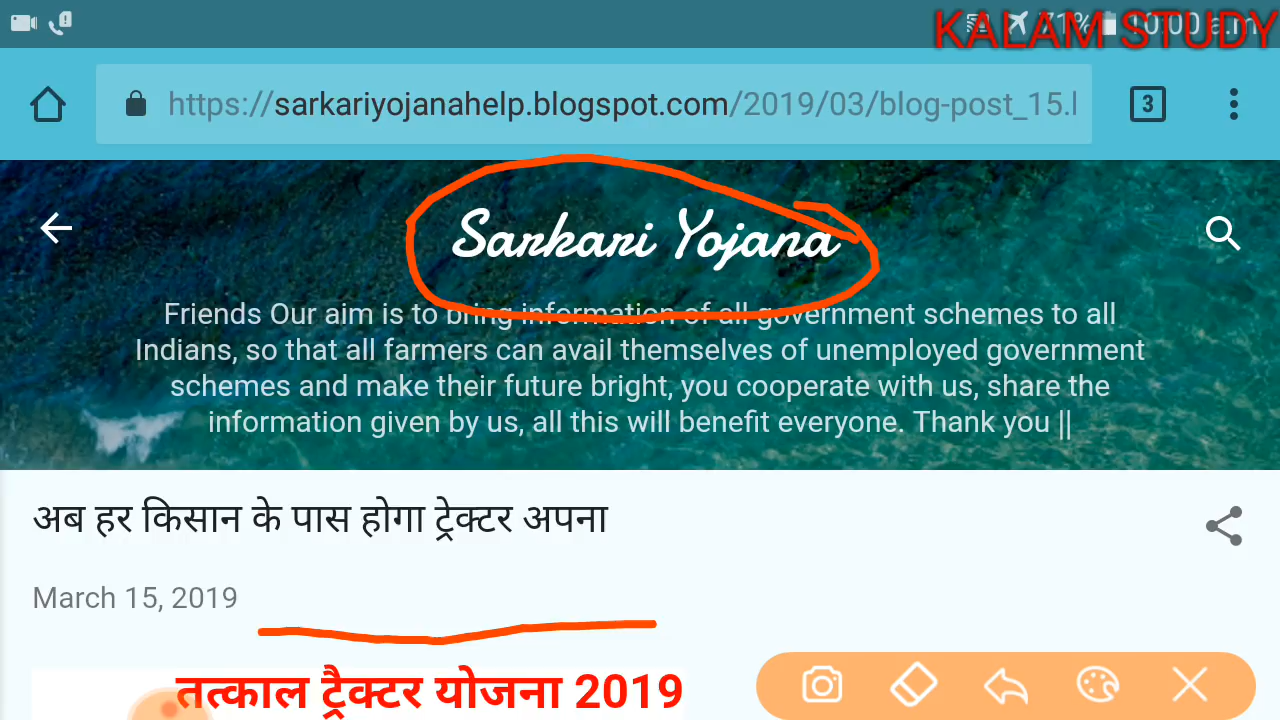 71% 10:00 a.m
KALAM STUDY
https://sarkariyojanahelp.blogspot.com/2019/03/blog-post_15.l
3
Sarkari Yojana
Friends Our aim is to bring information of all government schemes to all
Indians, so that all farmers can avail themselves of unemployed government
schemes and make their future bright, you cooperate with us, share the
information given by us, all this will benefit everyone. Thank you ||
अब हर किसान के पास होगा ट्रेक्टर अपना
March 15, 2019
तत्काल ट्रैक्टर योजना 2019